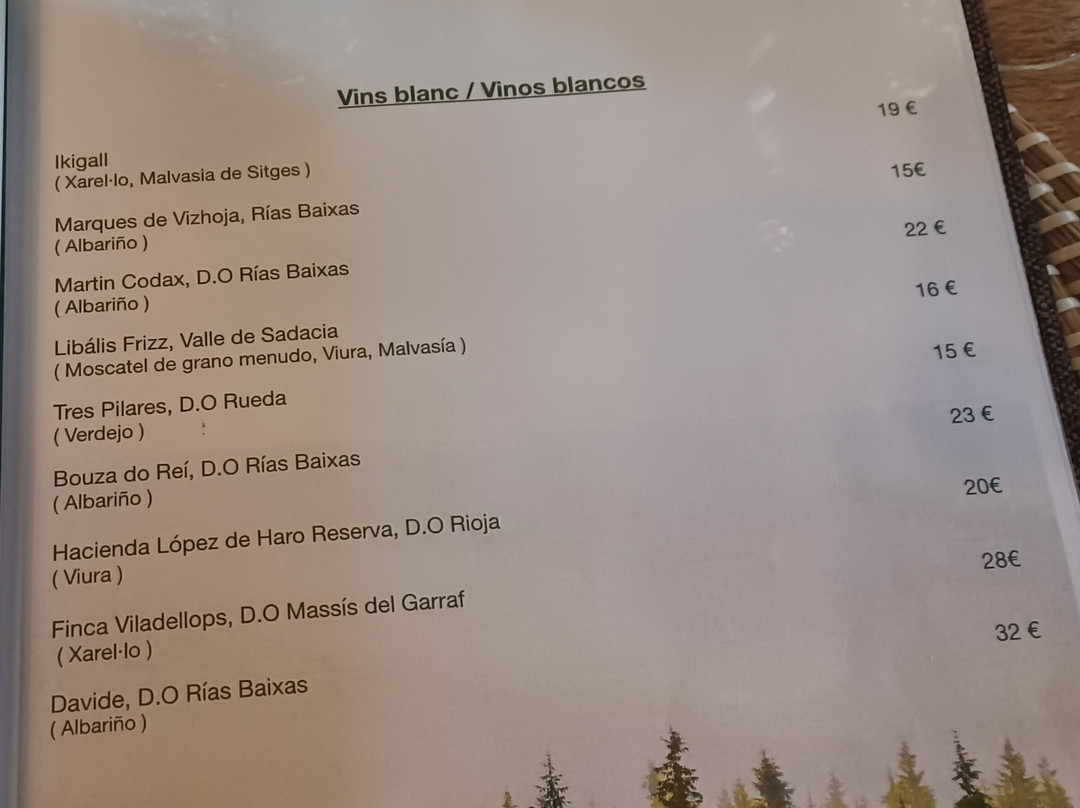 Vins blanc / Vinos blancos
Ikigall 19 €
( Xarel·lo, Malvasia de Sitges )
Marques de Vizhoja, Rías Baixas 15€
( Albariño )
Martin Codax, D.O Rías Baixas 22 €
( Albariño )
Libális Frizz, Valle de Sadacia 16 €
( Moscatel de grano menudo, Viura, Malvasía )
Tres Pilares, D.O Rueda 15 €
( Verdejo )
Bouza do Reí, D.O Rías Baixas 23 €
( Albariño )
Hacienda López de Haro Reserva, D.O Rioja 20€
( Viura )
Finca Viladellops, D.O Massís del Garraf 28€
( Xarel·lo )
Davide, D.O Rías Baixas 32 €
( Albariño )